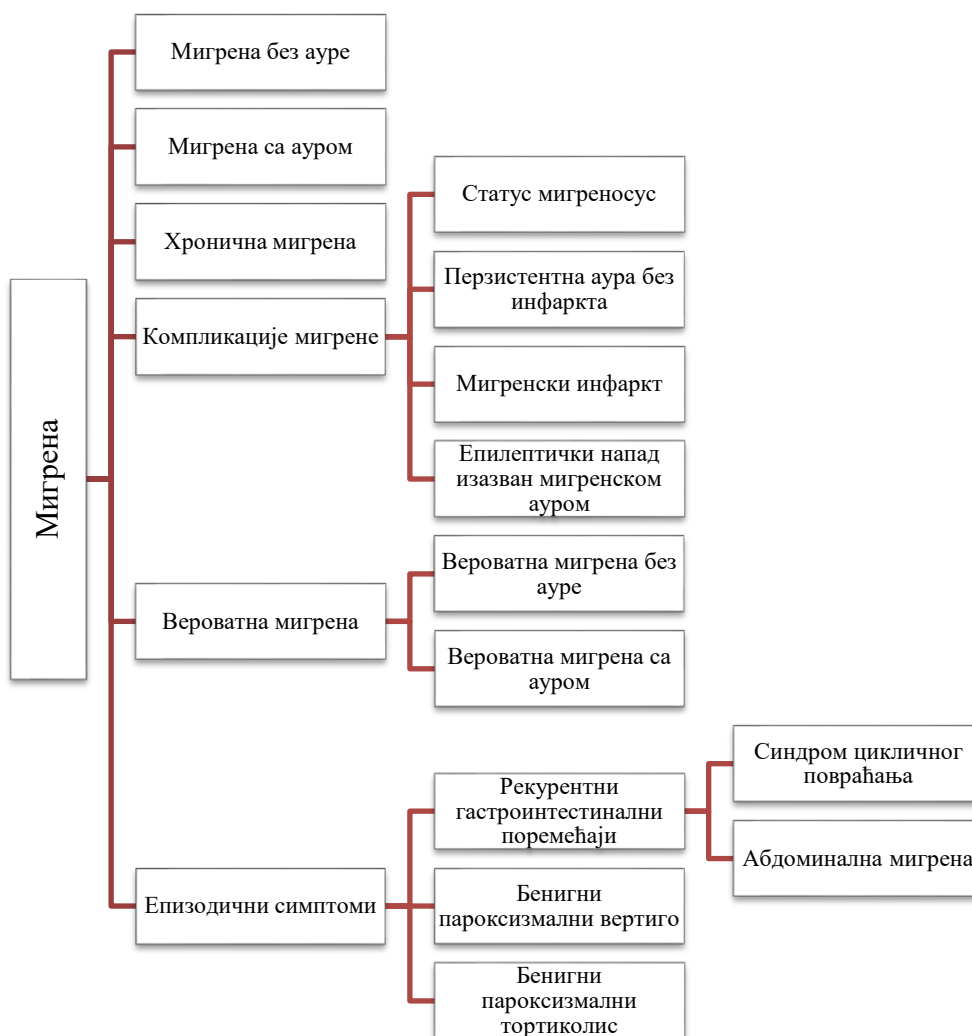 Мигрена
Мигрена без ауре
Мигрена са ауром
Хронична мигрена
Компликације мигрене
Статус мигреносус
Перзистентна аура без
инфаркта
Мигренски инфаркт
Епилептички напад
изазван мигренском
ауром
Вероватна мигрена
Вероватна мигрена без
ауре
Вероватна мигрена са
ауром
Епизодични симптоми
Рекурентни
гастроинтестинални
поремећаји
Синдром цикличног
повраћања
Абдоминална мигрена
Бенигни
пароксизмални вертиго
Бенигни
пароксизмални
тортиколис